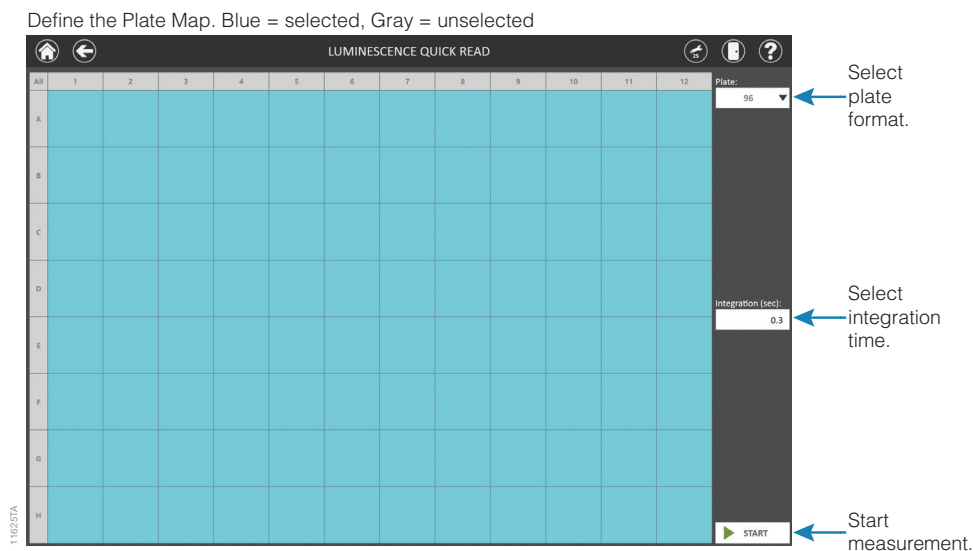 Define the Plate Map. Blue = selected, Gray = unselected
LUMINESCENCE QUICK READ
25
?
All 1 2 3 4 5 6 7 8 9 10 11 12
A
B
C
D
E
F
G
H
Plate:
96
Select
plate
format.
Integration (sec):
0.3
Select
integration
time.
START
Start
measurement.
11625TA